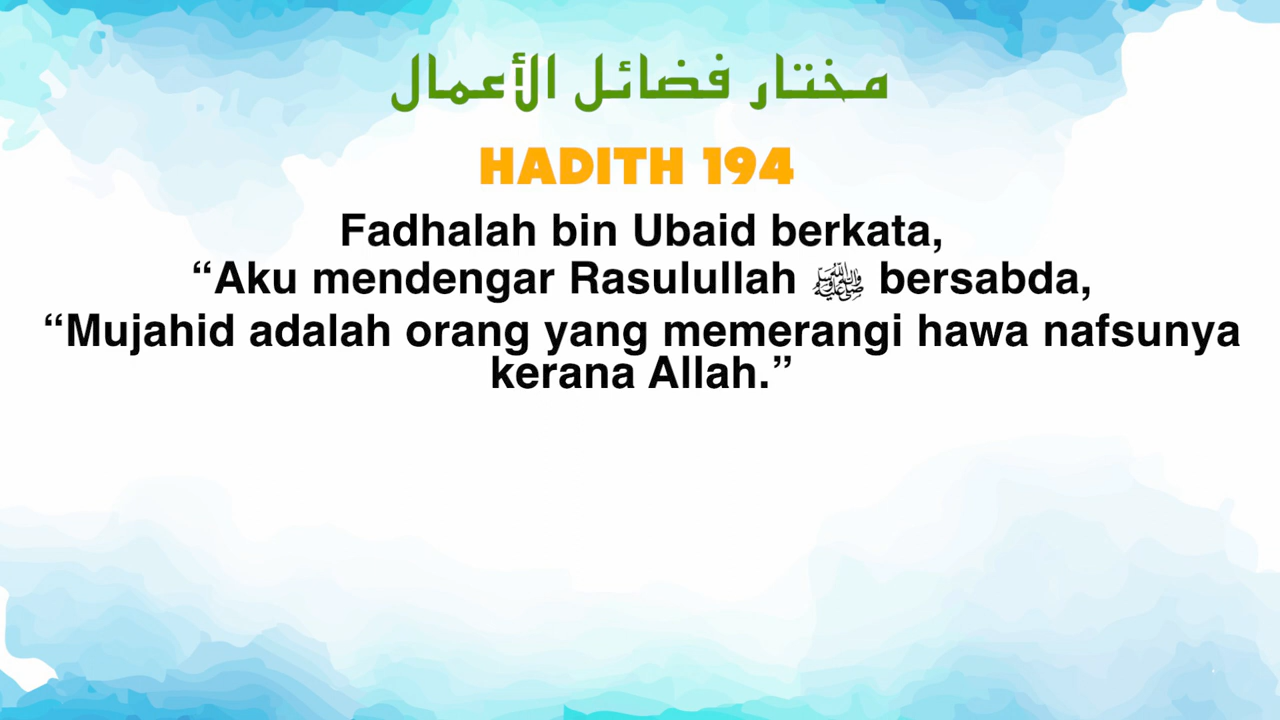 مختار فضائل الأعمال
HADITH 194
Fadhalah bin Ubaid berkata,
“Aku mendengar Rasulullah ﷺ bersabda,
“Mujahid adalah orang yang memerangi hawa nafsunya
kerana Allah.”